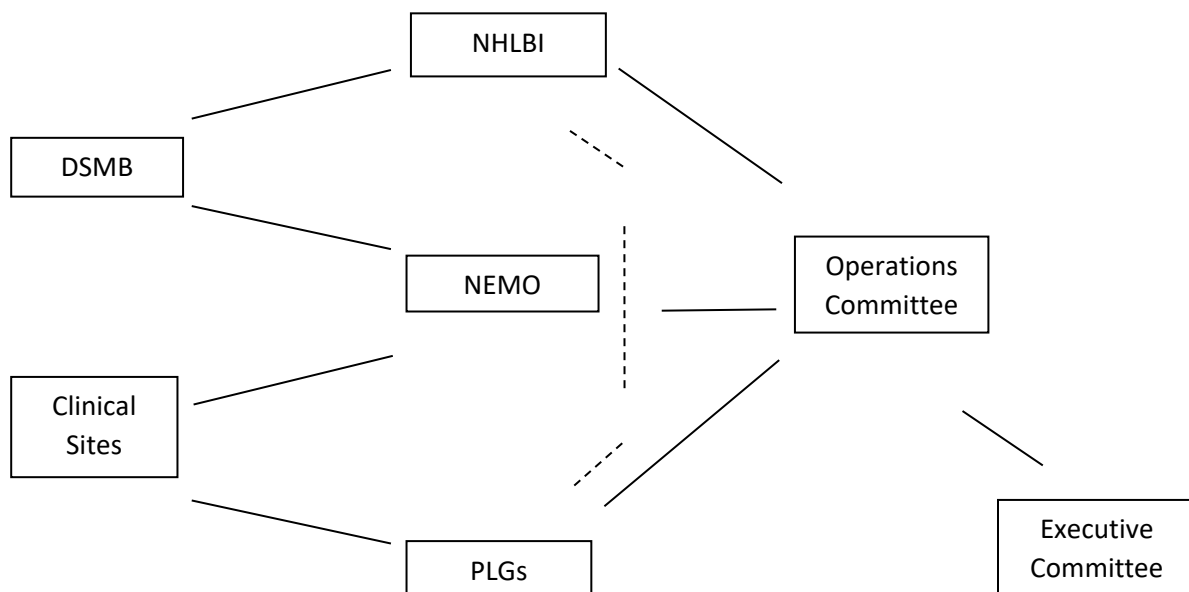 NHLBI
DSMB
NEMO
Operations
Committee
Clinical
Sites
PLGs
Executive
Committee